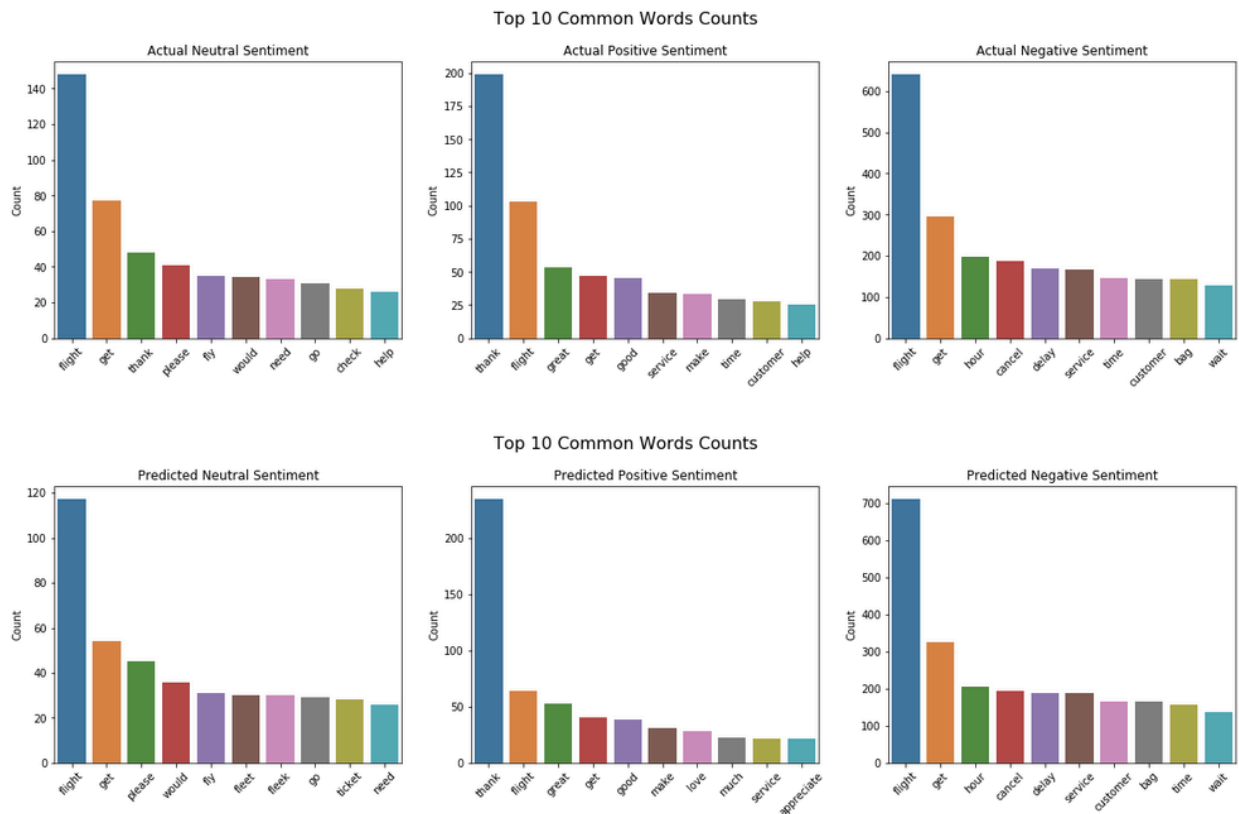 Top 10 Common Words Counts
Actual Neutral Sentiment
Count
140
120
100
80
60
40
20
0
flight get thank please fly would need go check help
Actual Positive Sentiment
Count
200
175
150
125
100
75
50
25
0
thank flight great get good service make time customer help
Actual Negative Sentiment
Count
600
500
400
300
200
100
0
flight get hour cancel delay service time customer bag wait
Top 10 Common Words Counts
Predicted Neutral Sentiment
Count
120
100
80
60
40
20
0
flight get please would fly fleet fleek go ticket need
Predicted Positive Sentiment
Count
200
150
100
50
0
thank flight great get good make love much service appreciate
Predicted Negative Sentiment
Count
700
600
500
400
300
200
100
0
flight get hour cancel delay service customer bag time wait